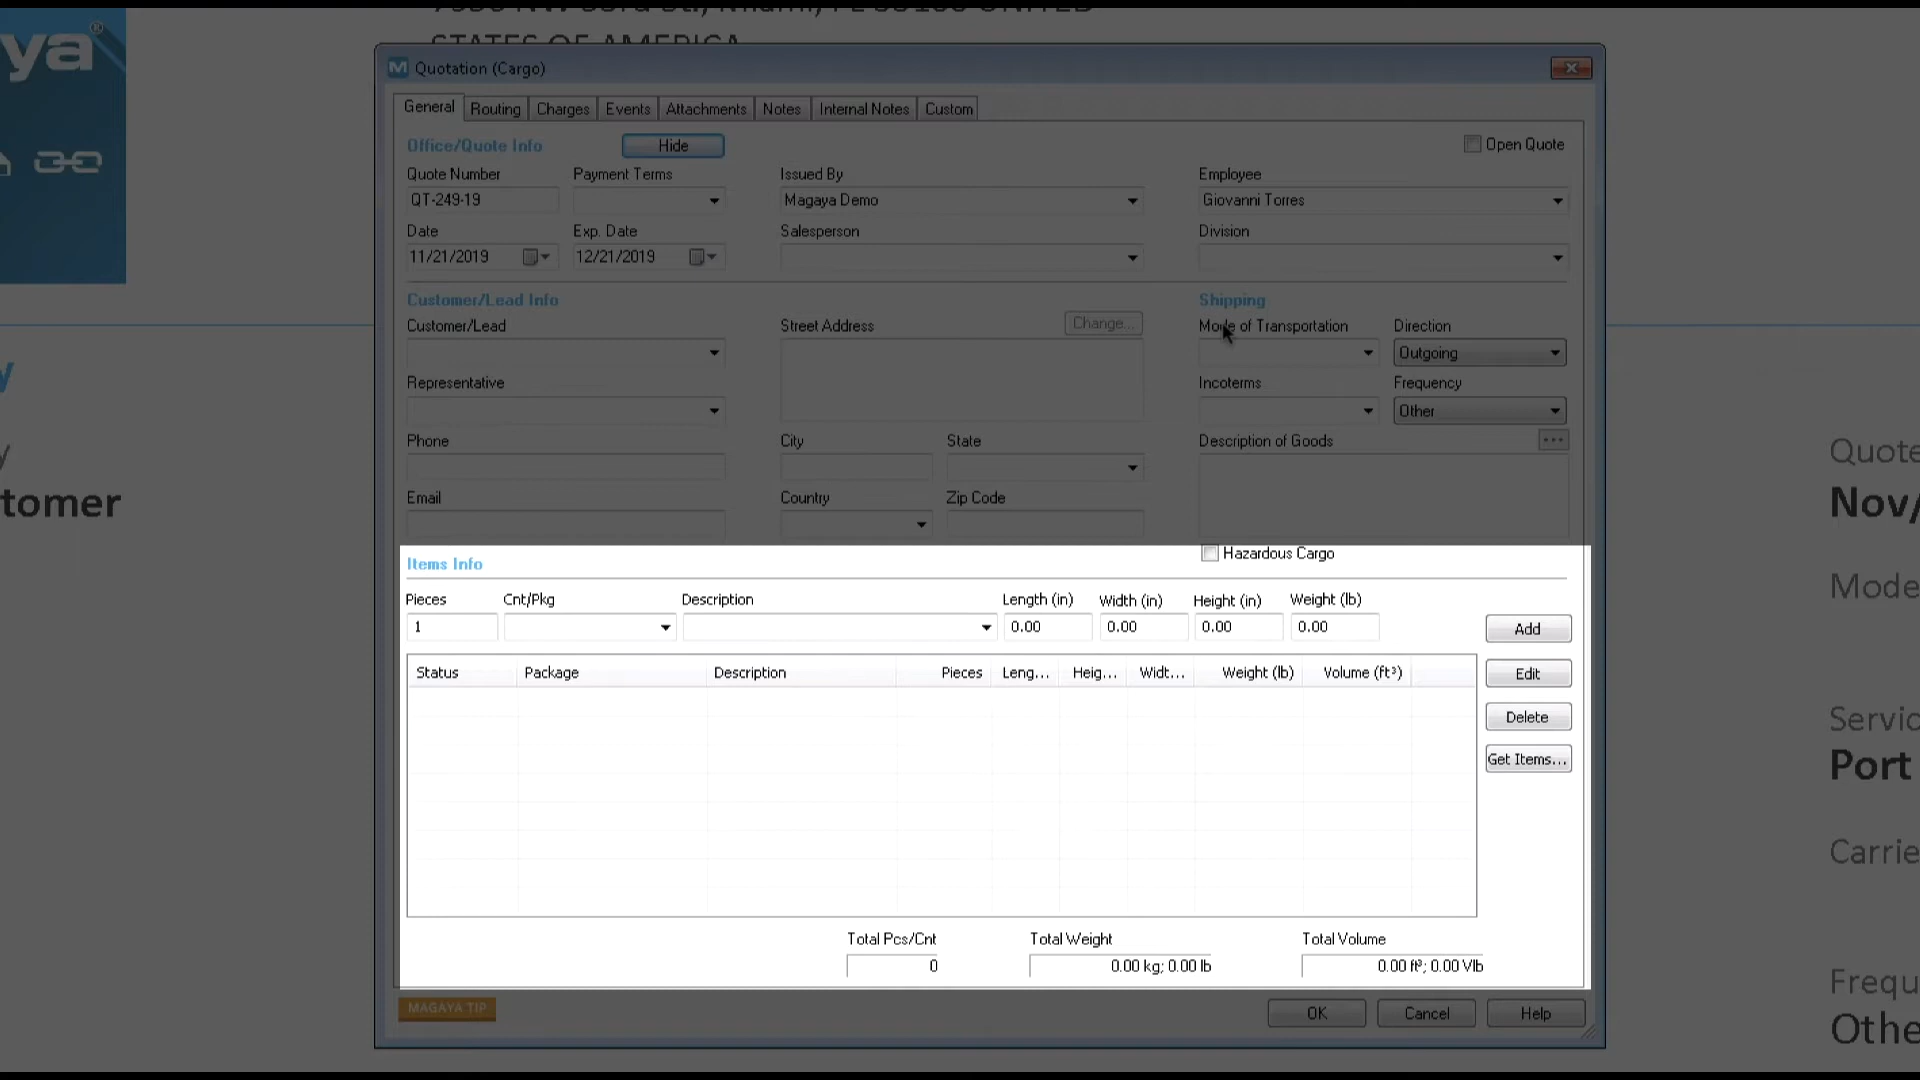 STATES OF AMERICA
ya®
Quotation (Cargo)
General Routing Charges Events Attachments Notes Internal Notes Custom
Office/Quote Info Hide Open Quote
Quote Number Payment Terms Issued By Employee
QT-249-19 Magaya Demo Giovanni Torres
Date Exp. Date Salesperson Division
11/21/2019 12/21/2019
Customer/Lead Info Shipping
Customer/Lead Street Address Change... Mode of Transportation Direction
Outgoing
Representative Incoterms Frequency
Other
Phone City State Description of Goods ...
Email Country Zip Code
Hazardous Cargo
Items Info
Pieces Cnt/Pkg Description Length (in) Width (in) Height (in) Weight (lb)
1 0.00 0.00 0.00 0.00 Add
Status Package Description Pieces Leng... Heig... Widt... Weight (lb) Volume (ft³) Edit
Delete
Get Items...
Total Pcs/Cnt Total Weight Total Volume
0 0.00 kg; 0.00 lb 0.00 ft³; 0.00 Vlb
MAGAYA TIP OK Cancel Help
y
y
tomer
Quote
Nov/
Mode
Servic
Port
Carrie
Frequ
Othe